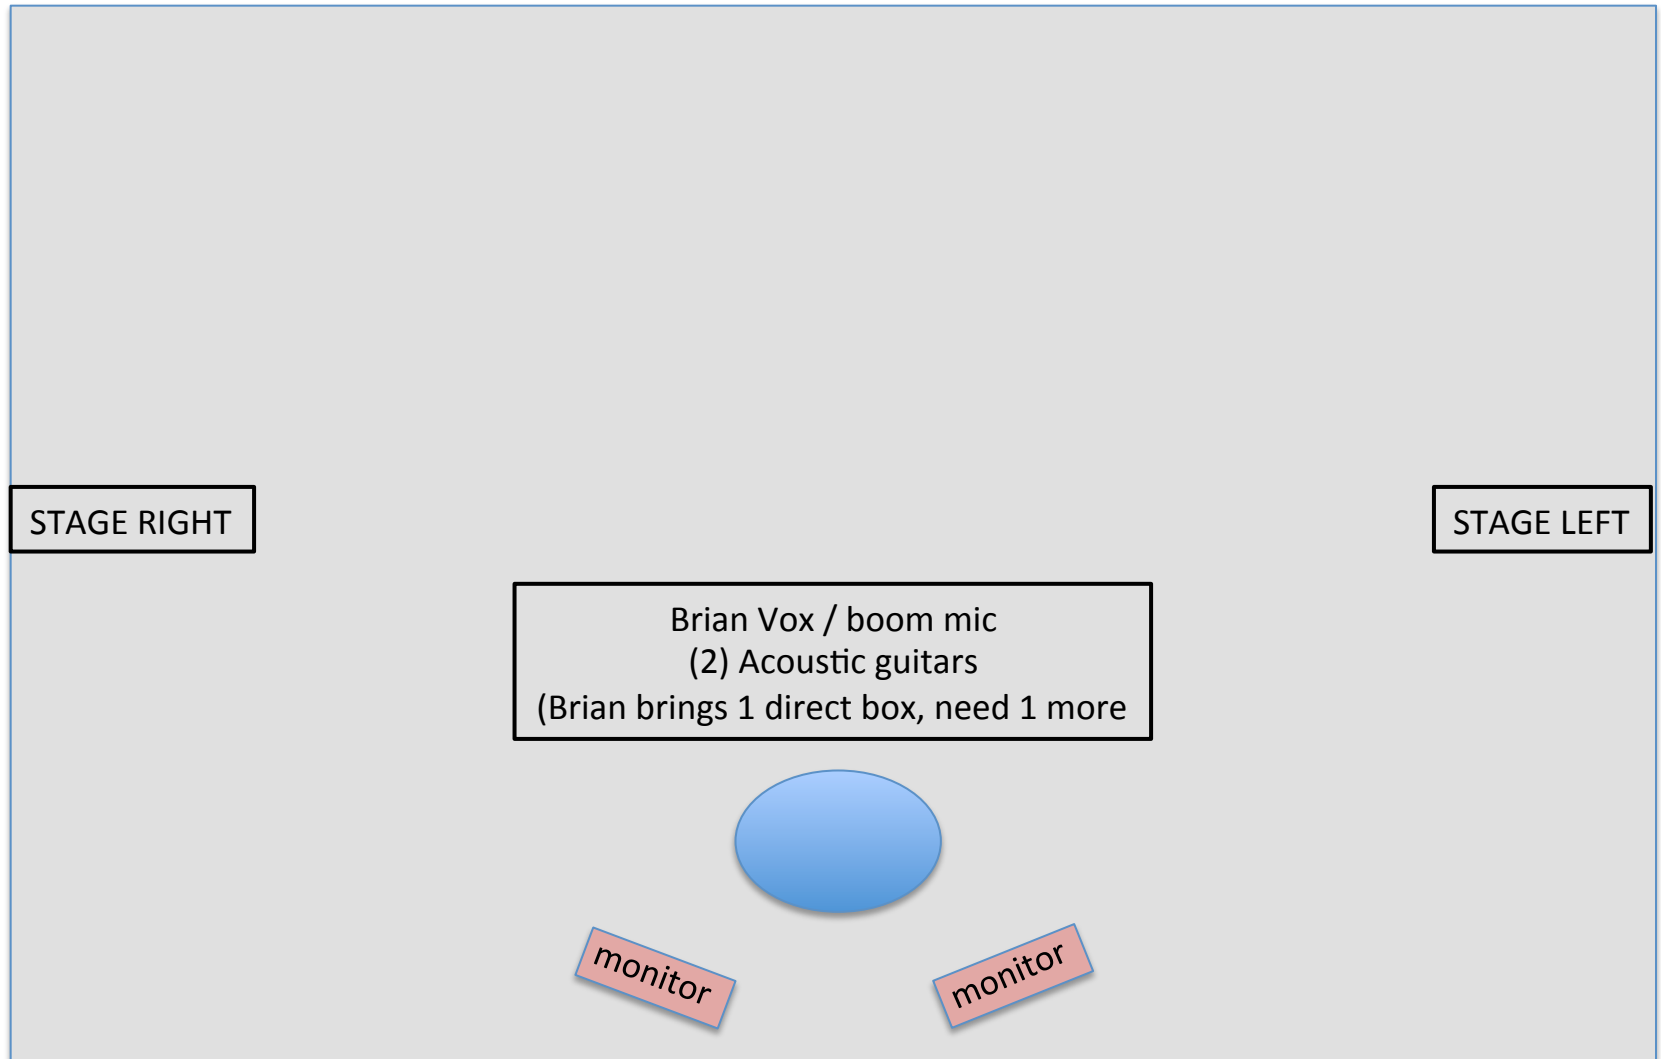 STAGE RIGHT
STAGE LEFT
Brian Vox / boom mic
(2) Acoustic guitars
(Brian brings 1 direct box, need 1 more
monitor
monitor